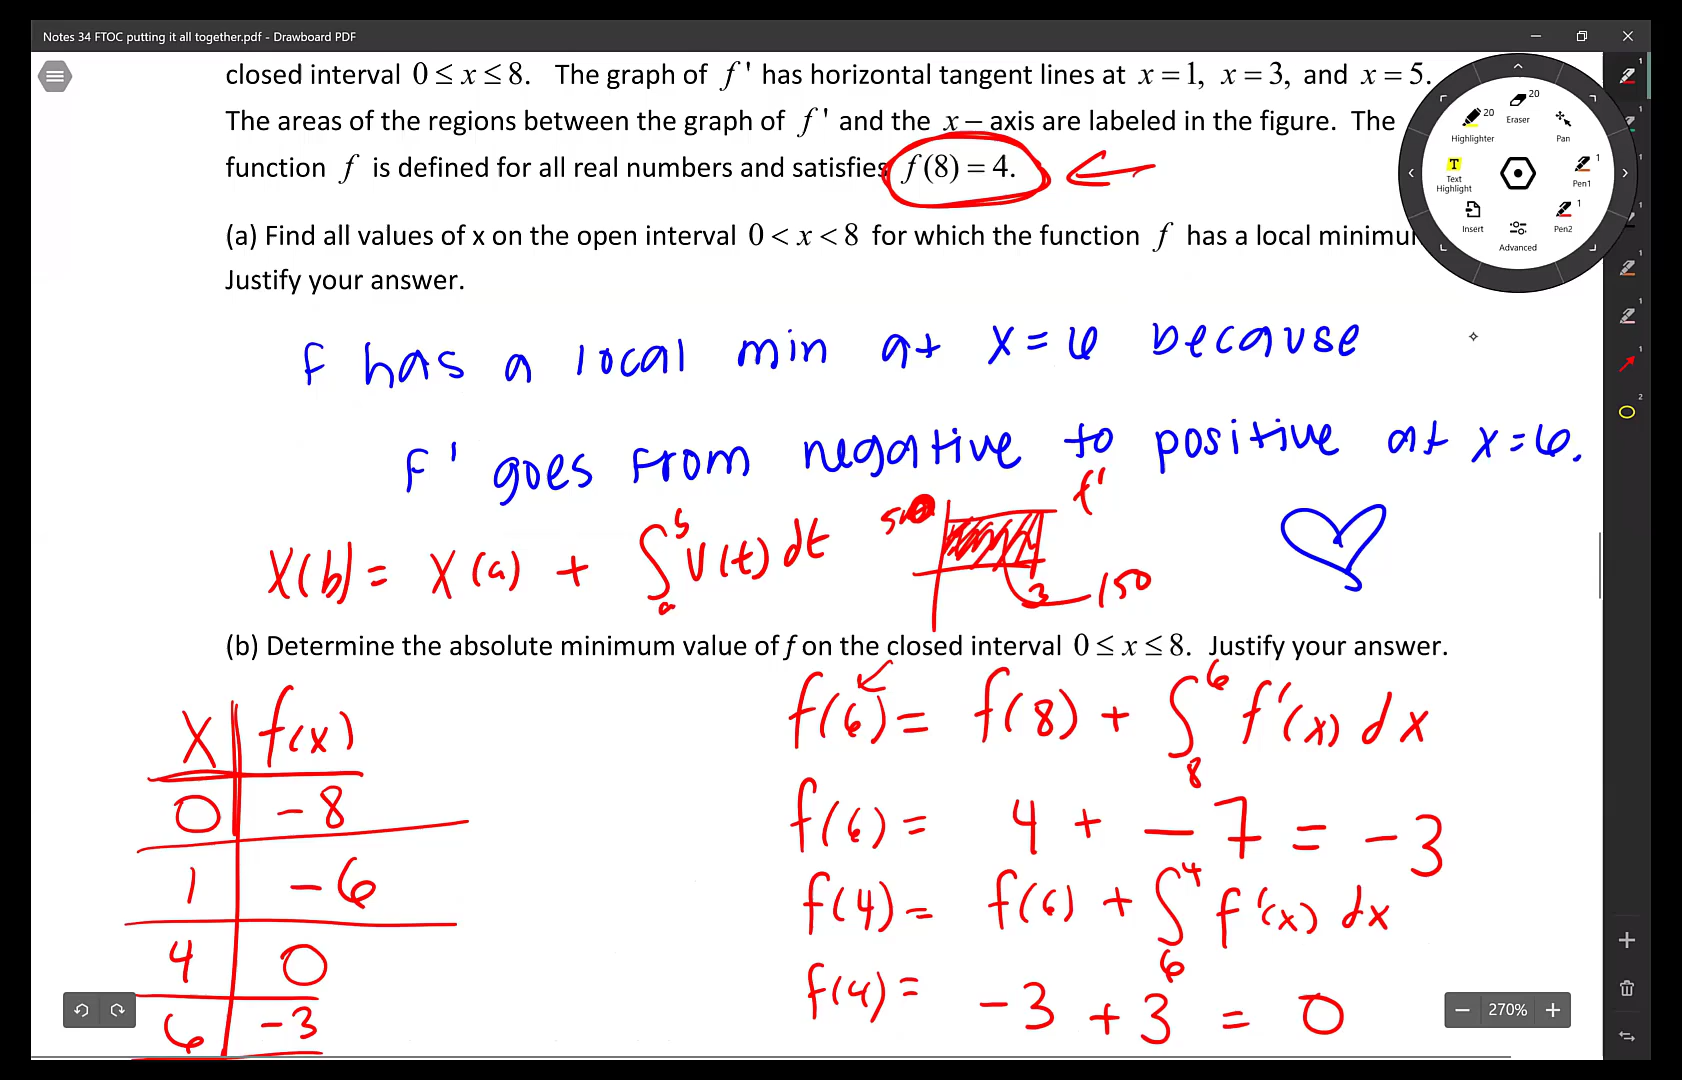 Notes 34 FTOC putting it all together.pdf - Drawboard PDF
closed interval 0 ≤ x ≤ 8. The graph of f ' has horizontal tangent lines at x = 1, x = 3, and x = 5.
The areas of the regions between the graph of f ' and the x – axis are labeled in the figure. The
function f is defined for all real numbers and satisfies f (8) = 4.
20
Eraser
20
Highlighter
Pan
T
Text Highlight
1
Pen1
Insert
1
Pen2
Advanced
(a) Find all values of x on the open interval 0 < x < 8 for which the function f has a local
Justify your answer.
F has a local min at x = 6 because
F ' goes from negative to positive at x = 6.
X(b) = X(a) + ∫ₐᵇ V(t) dt
f'
3
150
(b) Determine the absolute minimum value of f on the closed interval 0 ≤ x ≤ 8. Justify your answer.
X f(x)
0 -8
1 -6
4 0
6 -3
f(6) = f(8) + ∫₈⁶ f'(x) dx
f(6) = 4 + -7 = -3
f(4) = f(6) + ∫₆⁴ f'(x) dx
f(4) = -3 + 3 = 0
270%